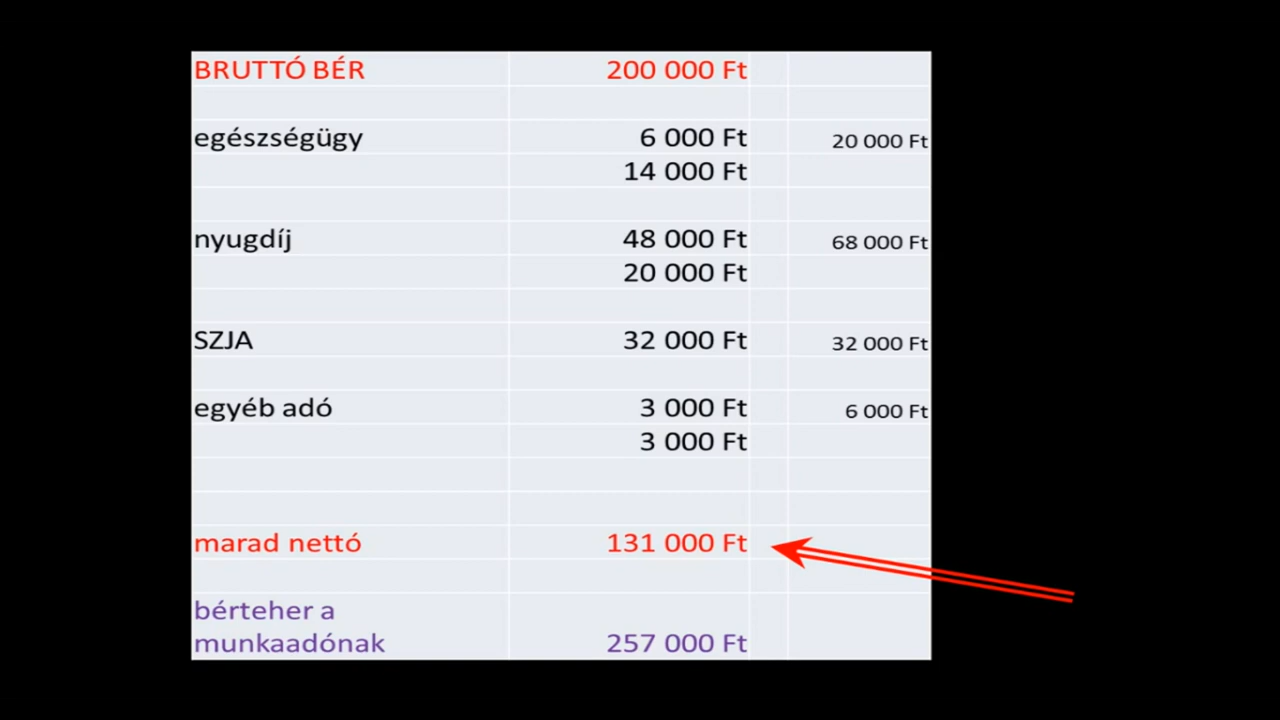 BRUTTÓ BÉR 200 000 Ft
egészségügy 6 000 Ft 20 000 Ft
14 000 Ft
nyugdíj 48 000 Ft 68 000 Ft
20 000 Ft
SZJA 32 000 Ft 32 000 Ft
egyéb adó 3 000 Ft 6 000 Ft
3 000 Ft
marad nettó 131 000 Ft
bérteher a
munkaadónak 257 000 Ft